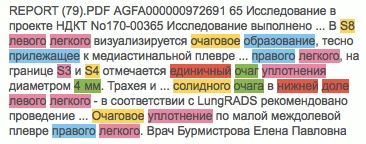 REPORT (79).PDF AGFA000000972691 65 Исследование в
проекте НДКТ No170-00365 Исследование выполнено ... В S8
левого легкого визуализируется очаговое образование, тесно
прилежащее к медиастинальной плевре ... правого легкого, на
границе S3 и S4 отмечается единичный очаг уплотнения
диаметром 4 мм. Трахея и ... солидного очага в нижней доле
левого легкого - в соответствии с LungRADS рекомендовано
проведение ... Очаговое уплотнение по малой междолевой
плевре правого легкого. Врач Бурмистрова Елена Павловна